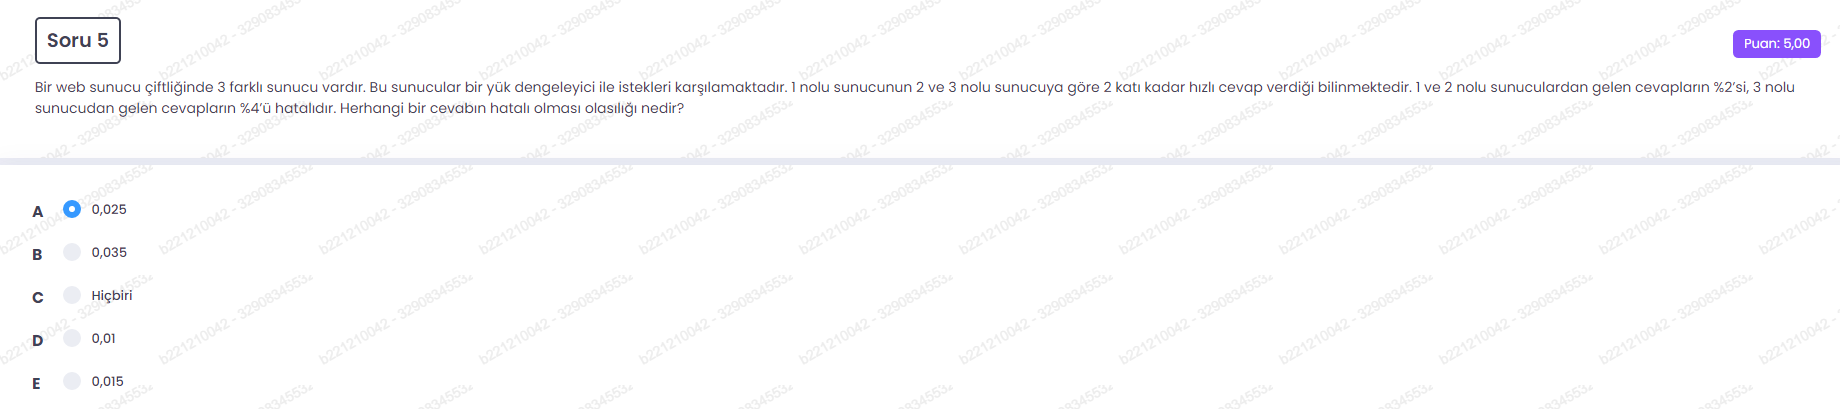 Soru 5
Puan: 5,00
Bir web sunucu çiftliğinde 3 farklı sunucu vardır. Bu sunucular bir yük dengeleyici ile istekleri karşılamaktadır. 1 nolu sunucunun 2 ve 3 nolu sunucuya göre 2 katı kadar hızlı cevap verdiği bilinmektedir. 1 ve 2 nolu sunuculardan gelen cevapların %2'si, 3 nolu
sunucudan gelen cevapların %4'ü hatalıdır. Herhangi bir cevabın hatalı olması olasılığı nedir?
A 0,025
B 0,035
C Hiçbiri
D 0,01
E 0,015
b221210042 - 32908345532